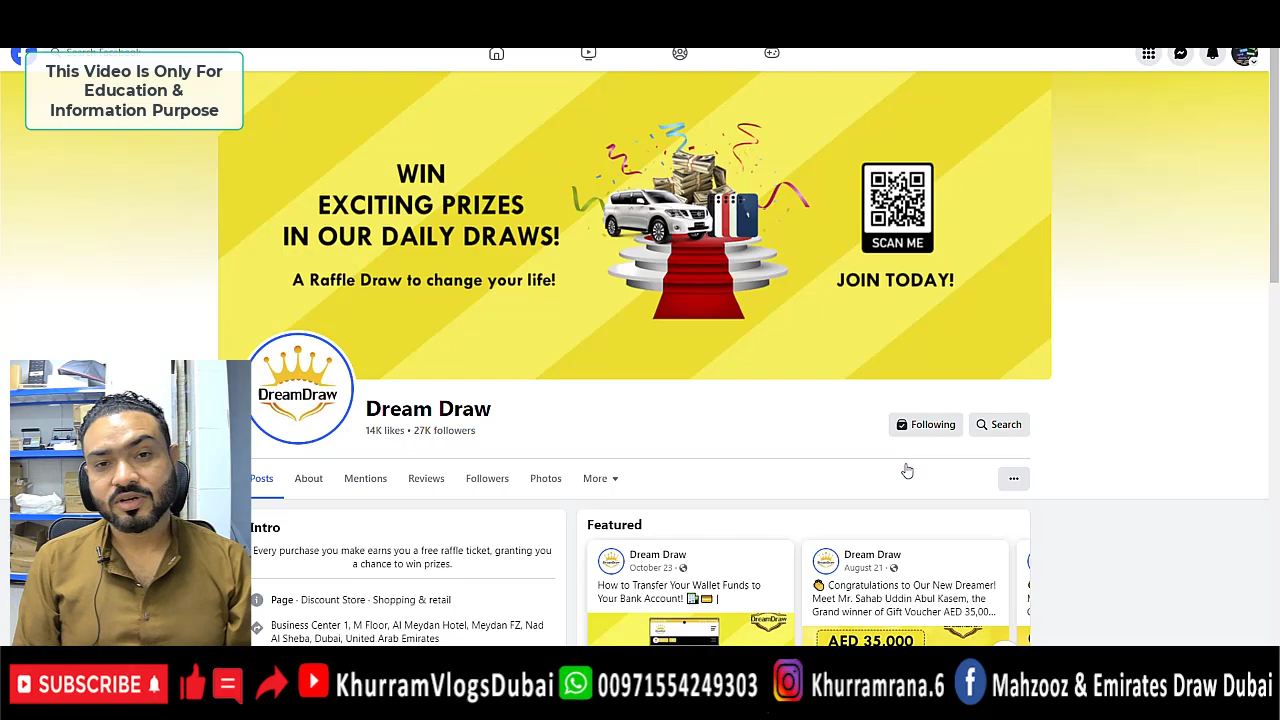 Search Facebook
This Video Is Only For
Education &
Information Purpose
WIN
EXCITING PRIZES
IN OUR DAILY DRAWS!
A Raffle Draw to change your life!
SCAN ME
JOIN TODAY!
DreamDraw
Dream Draw
14K likes • 27K followers
Following
Search
Posts
About
Mentions
Reviews
Followers
Photos
More
Intro
Every purchase you make earns you a free raffle ticket, granting you
a chance to win prizes.
Page · Discount Store · Shopping & retail
Business Center 1, M Floor, Al Meydan Hotel, Meydan FZ, Nad
Al Sheba, Dubai, United Arab Emirates
Featured
Dream Draw
October 23 ·
How to Transfer Your Wallet Funds to
Your Bank Account! |
DreamDraw
Dream Draw
August 21 ·
Congratulations to Our New Dreamer!
Meet Mr. Sahab Uddin Abul Kasem, the
Grand winner of Gift Voucher AED 35,000...
AED 35,000
DreamDraw
SUBSCRIBE
KhurramVlogsDubai
00971554249303
Khurramrana.6
Mahzooz & Emirates Draw Dubai